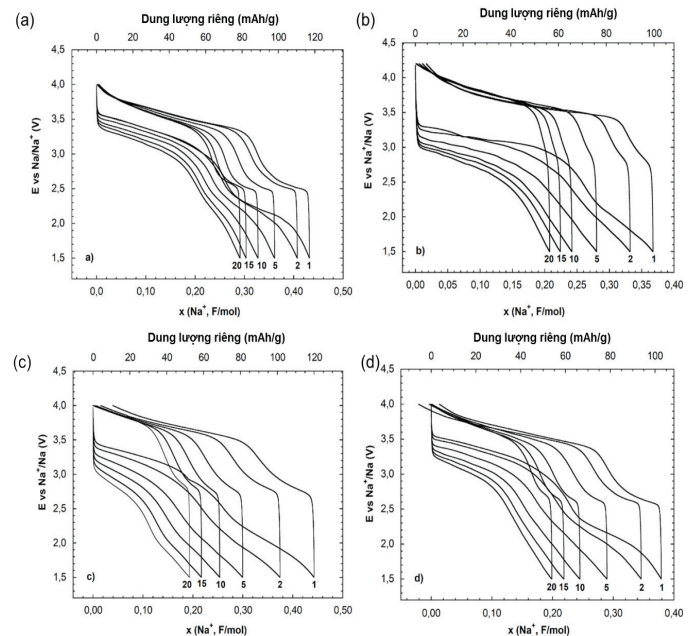 (a)
Dung lượng riêng (mAh/g)
0 20 40 60 80 100 120
E vs Na/Na⁺ (V)
4,5
4,0
3,5
3,0
2,5
2,0
1,5
a)
20 15 10 5 2 1
0,00 0,10 0,20 0,30 0,40 0,50
x (Na⁺, F/mol)
(b)
Dung lượng riêng (mAh/g)
0 20 40 60 80 100
E vs Na⁺/Na (V)
4,5
4,0
3,5
3,0
2,5
2,0
1,5
b)
20 15 10 5 2 1
0,00 0,05 0,10 0,15 0,20 0,25 0,30 0,35 0,40
x (Na⁺, F/mol)
(c)
Dung lượng riêng (mAh/g)
0 20 40 60 80 100 120
E vs Na⁺/Na (V)
4,5
4,0
3,5
3,0
2,5
2,0
1,5
c)
20 15 10 5 2 1
0,00 0,10 0,20 0,30 0,40 0,50
x (Na⁺, F/mol)
(d)
Dung lượng riêng (mAh/g)
0 20 40 60 80 100
E vs Na⁺/Na (V)
4,5
4,0
3,5
3,0
2,5
2,0
1,5
d)
20 15 10 5 2 1
0,00 0,10 0,20 0,30 0,40
x (Na⁺, F/mol)